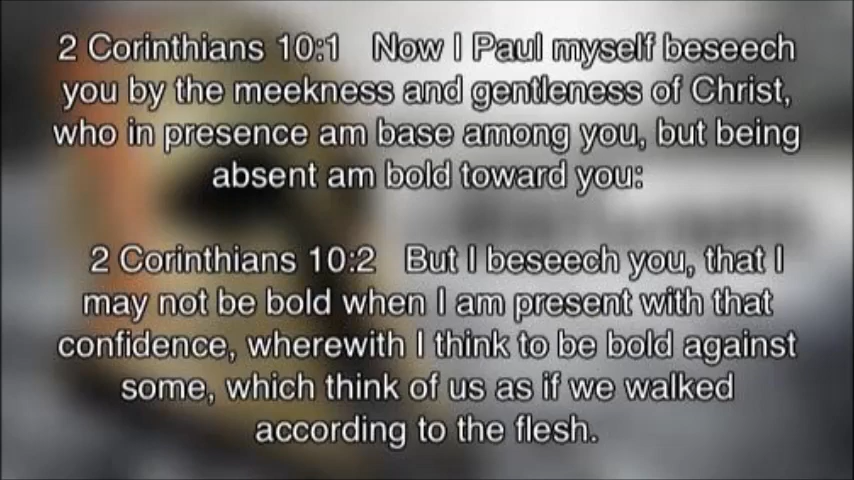 2 Corinthians 10:1 Now I Paul myself beseech
you by the meekness and gentleness of Christ,
who in presence am base among you, but being
absent am bold toward you:
2 Corinthians 10:2 But I beseech you, that I
may not be bold when I am present with that
confidence, wherewith I think to be bold against
some, which think of us as if we walked
according to the flesh.